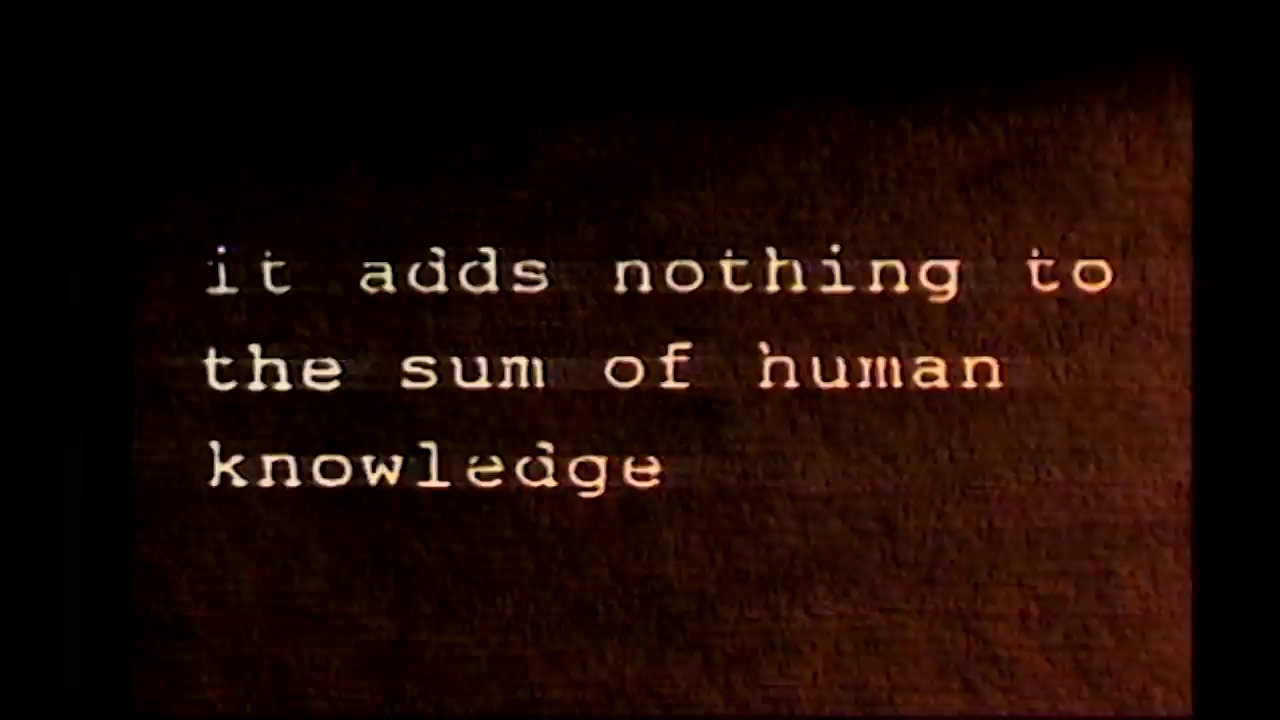 it adds nothing to
the sum of human
knowledge